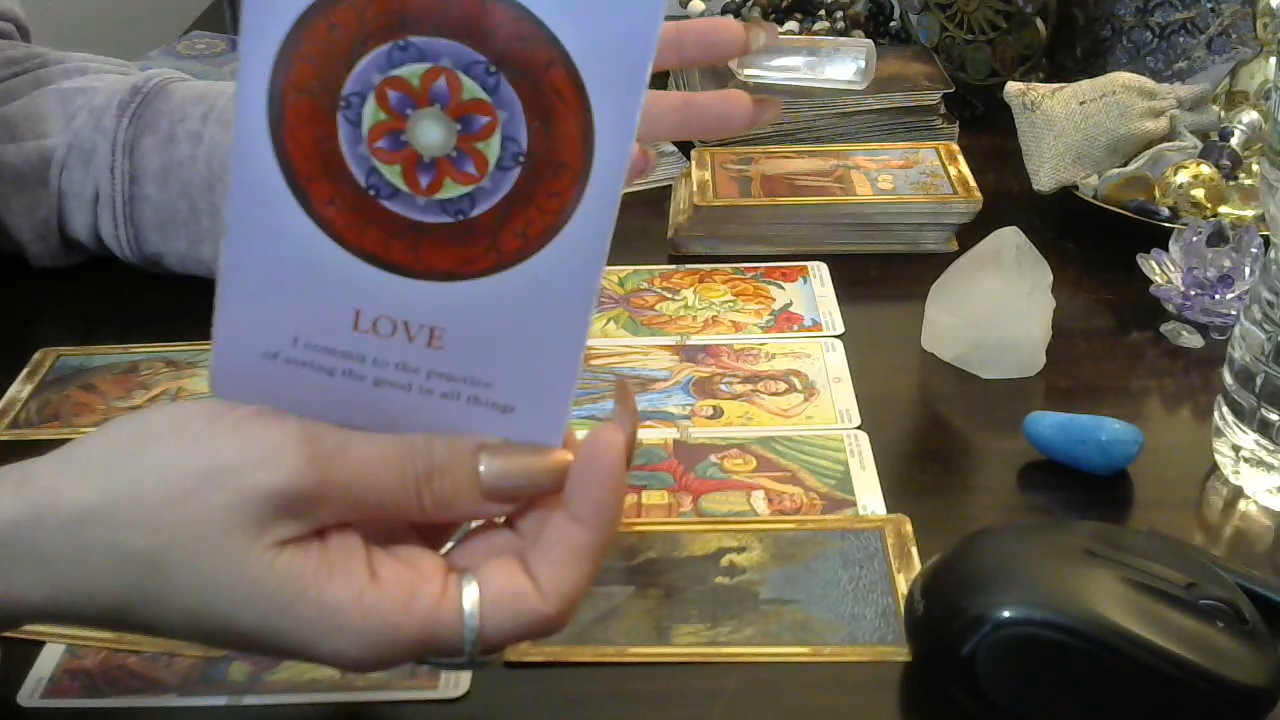 LOVE
I commit to the practice
of seeing the good in all things